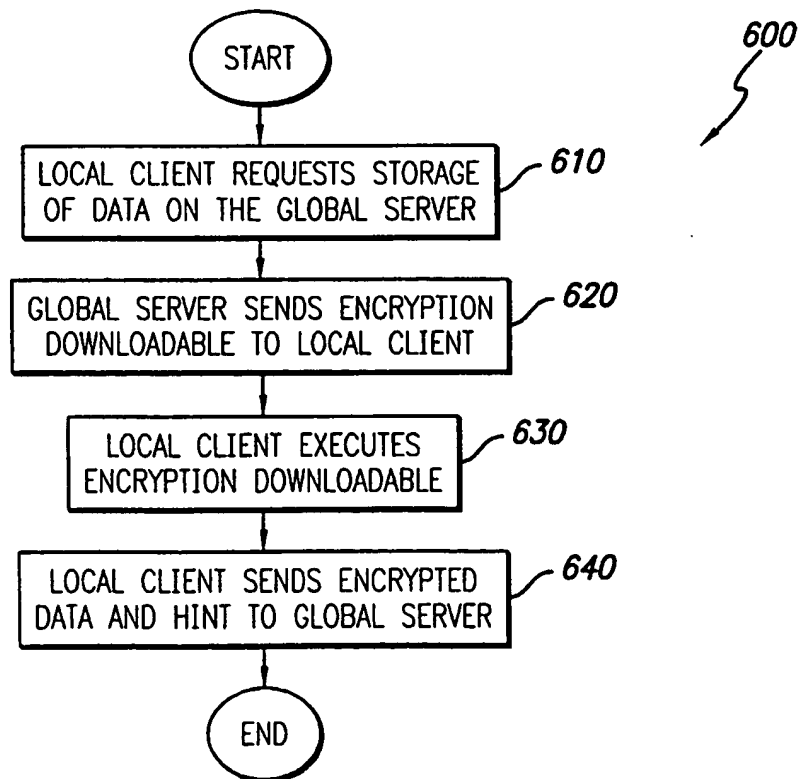 START
600
LOCAL CLIENT REQUESTS STORAGE
OF DATA ON THE GLOBAL SERVER
610
GLOBAL SERVER SENDS ENCRYPTION
DOWNLOADABLE TO LOCAL CLIENT
620
LOCAL CLIENT EXECUTES
ENCRYPTION DOWNLOADABLE
630
LOCAL CLIENT SENDS ENCRYPTED
DATA AND HINT TO GLOBAL SERVER
640
END